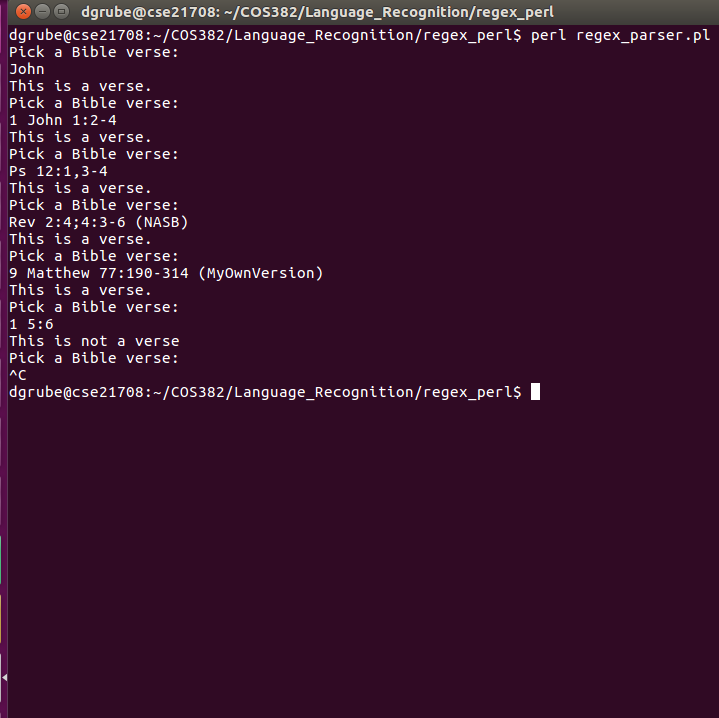 dgrube@cse21708: ~/COS382/Language_Recognition/regex_perl
dgrube@cse21708:~/COS382/Language_Recognition/regex_perl$ perl regex_parser.pl
Pick a Bible verse:
John
This is a verse.
Pick a Bible verse:
1 John 1:2-4
This is a verse.
Pick a Bible verse:
Ps 12:1,3-4
This is a verse.
Pick a Bible verse:
Rev 2:4;4:3-6 (NASB)
This is a verse.
Pick a Bible verse:
9 Matthew 77:190-314 (MyOwnVersion)
This is a verse.
Pick a Bible verse:
1 5:6
This is not a verse
Pick a Bible verse:
^C
dgrube@cse21708:~/COS382/Language_Recognition/regex_perl$